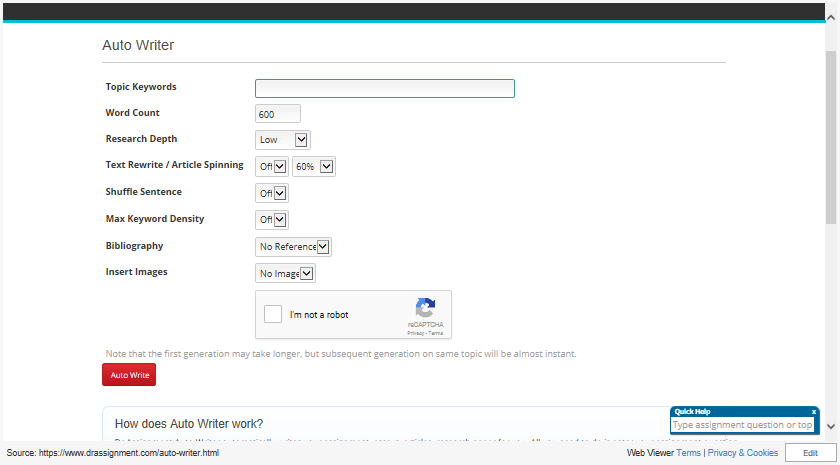 Auto Writer
Topic Keywords
Word Count 600
Research Depth Low
Text Rewrite / Article Spinning Off 60%
Shuffle Sentence Off
Max Keyword Density Off
Bibliography No Reference
Insert Images No Image
I'm not a robot
reCAPTCHA
Privacy - Terms
Note that the first generation may take longer, but subsequent generation on same topic will be almost instant.
Auto Write
How does Auto Writer work?
Quick Help x
Type assignment question or top
Source: https://www.drassignment.com/auto-writer.html
Web Viewer Terms | Privacy & Cookies
Edit